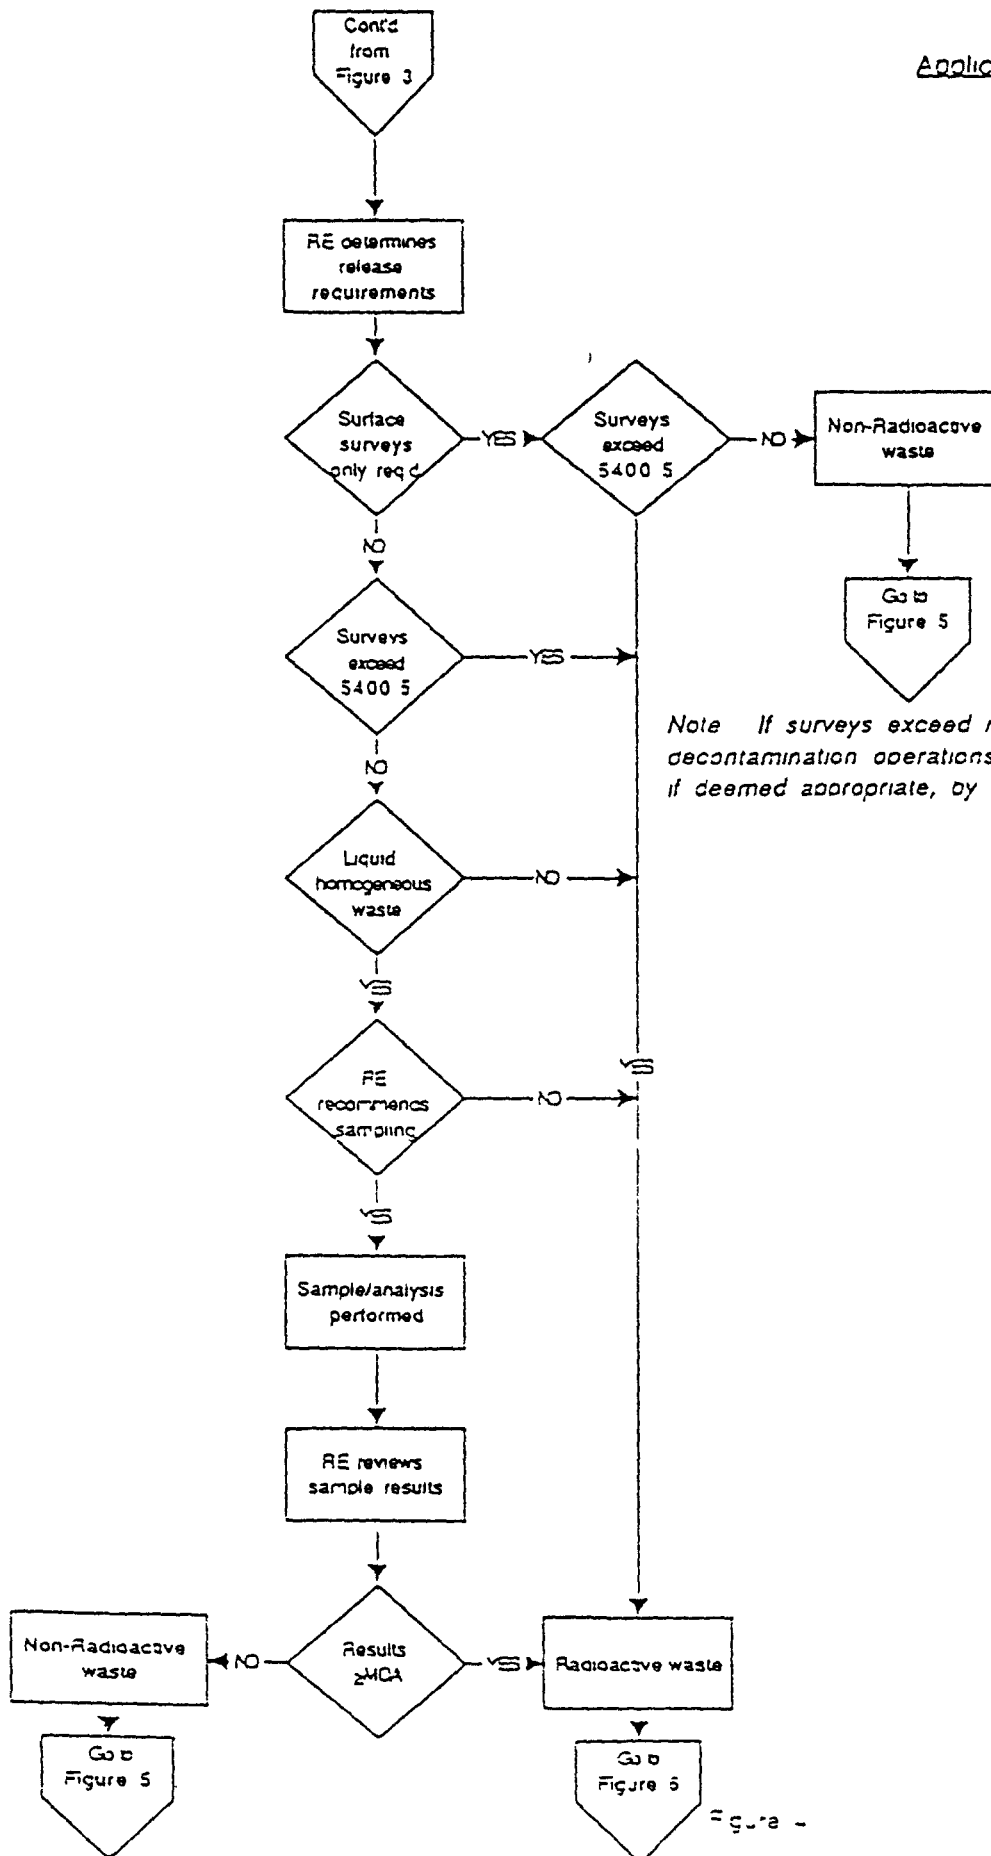 Cont'd
from
Figure 3
RE determines
release
requirements
Surface
surveys
only req'd
YES
Surveys
exceed
5400 5
NO
Non-Radioactive
waste
Go to
Figure 5
NO
Surveys
exceed
5400 5
YES
Note If surveys exceed
decontamination operations
if deemed appropriate, by
NO
Liquid
homogeneous
waste
NO
YES
RE
recommends
sampling
NO
YES
YES
Sample/analysis
performed
RE reviews
sample results
Results
≥MDA
NO
Non-Radioactive
waste
YES
Radioactive waste
Go to
Figure 5
Go to
Figure 6
Figure